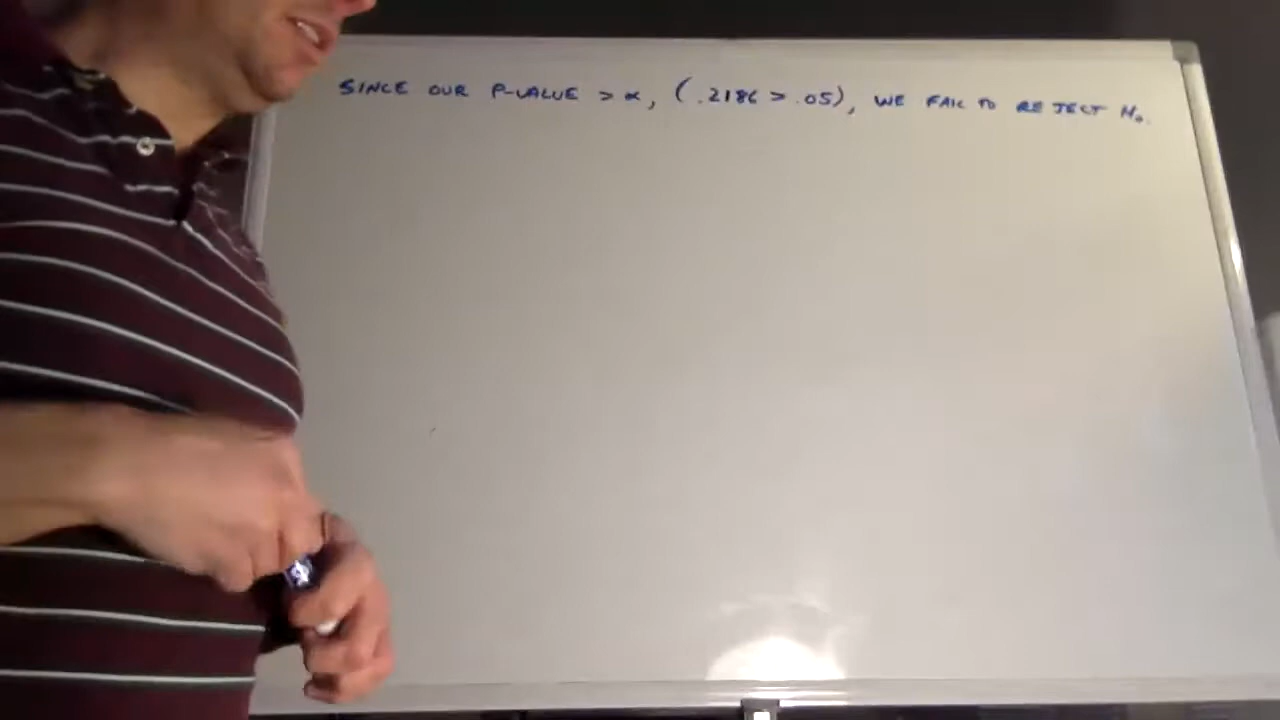 SINCE OUR P-VALUE > α, (.2186 > .05), WE FAIL TO REJECT H₀.